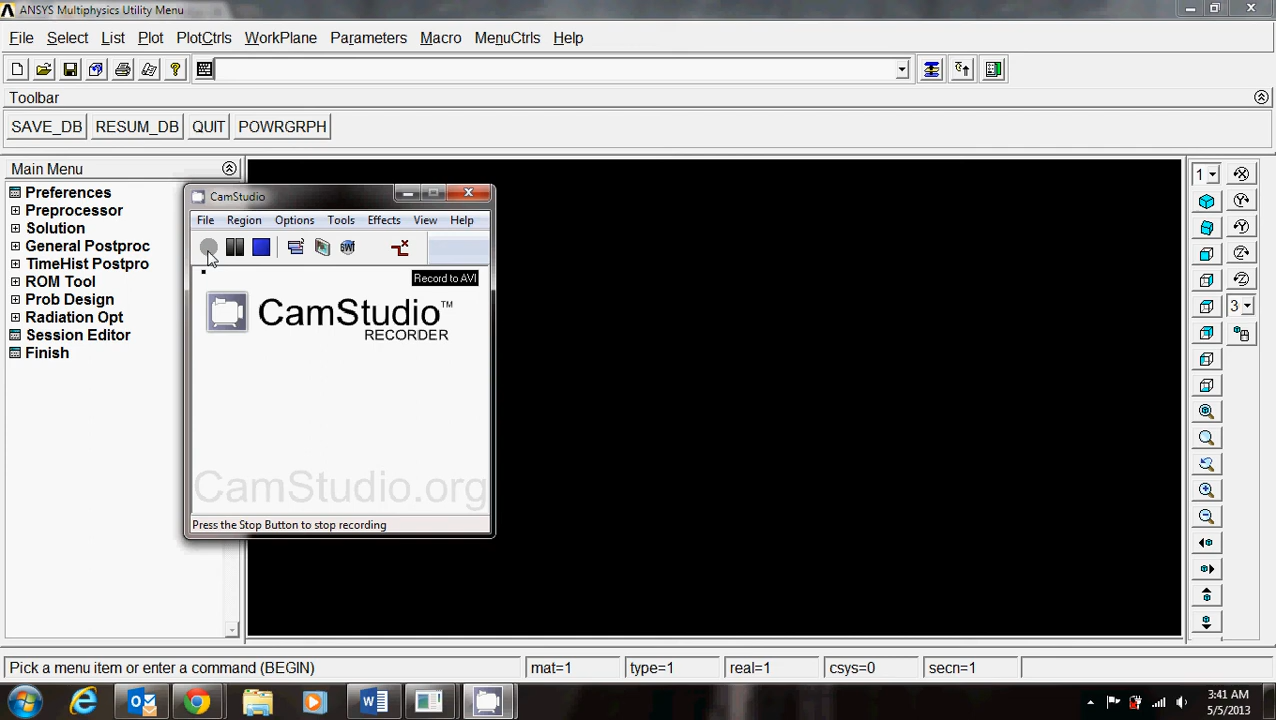 ANSYS Multiphysics Utility Menu
File Select List Plot PlotCtrls WorkPlane Parameters Macro MenuCtrls Help
Toolbar
SAVE_DB RESUM_DB QUIT POWRGRPH
Main Menu
Preferences
Preprocessor
Solution
General Postproc
TimeHist Postpro
ROM Tool
Prob Design
Radiation Opt
Session Editor
Finish
CamStudio
File Region Options Tools Effects View Help
SWf
Record to AVI
CamStudio™
RECORDER
CamStudio.org
Press the Stop Button to stop recording
1
3
Pick a menu item or enter a command (BEGIN) mat=1 type=1 real=1 csys=0 secn=1
3:41 AM
5/5/2013